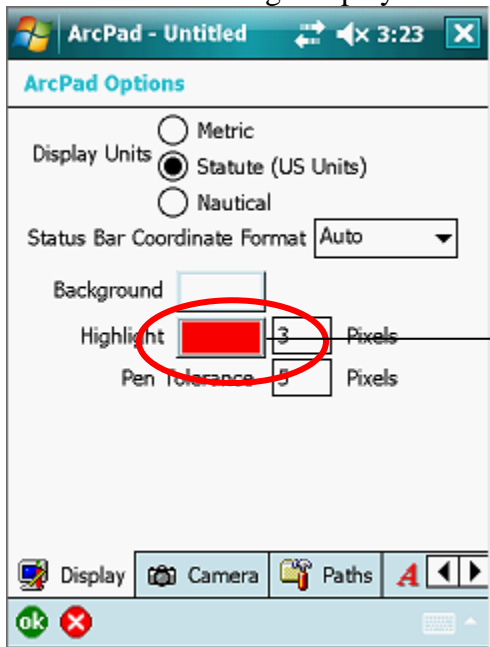 ArcPad - Untitled 3:23
ArcPad Options
Metric
Display Units Statute (US Units)
Nautical
Status Bar Coordinate Format Auto
Background
Highlight 3 Pixels
Pen Tolerance 5 Pixels
Display Camera Paths A
ok